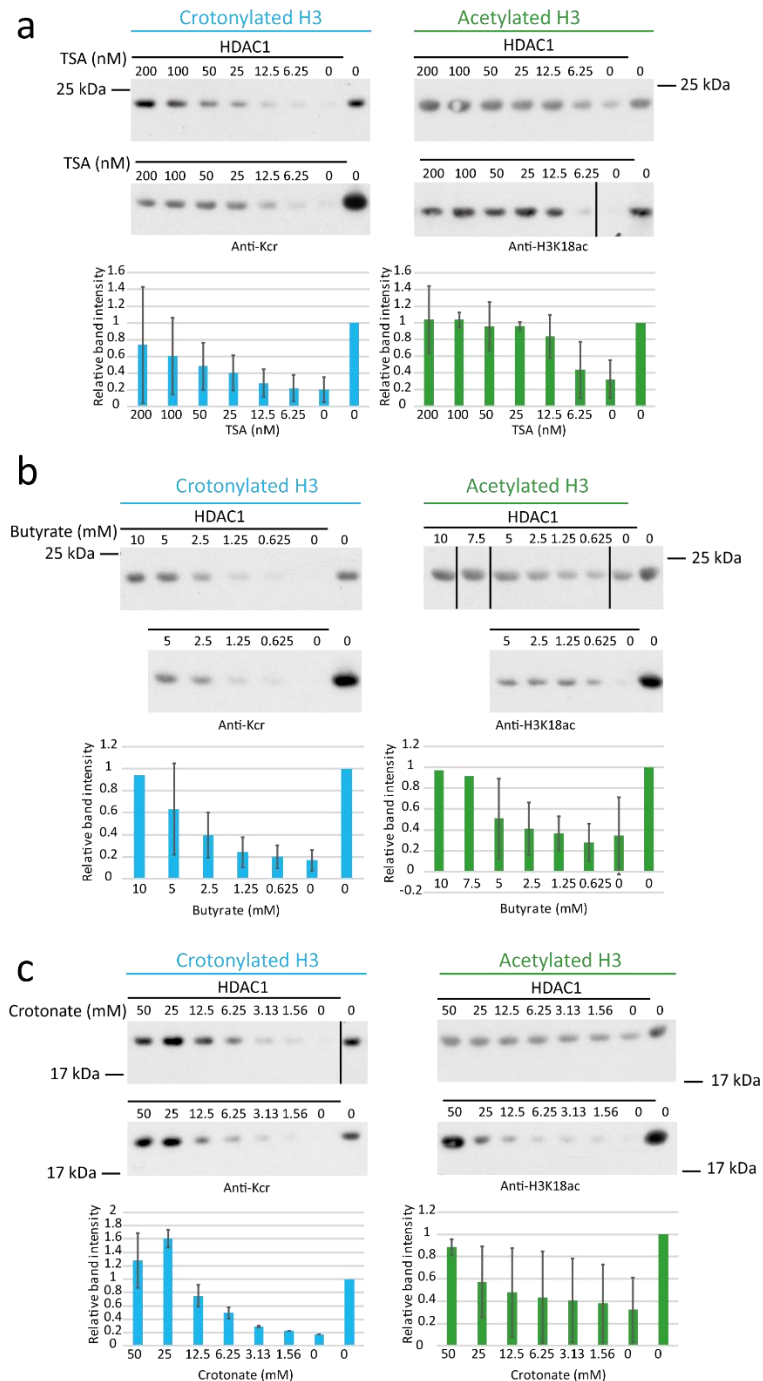 a
Crotonylated H3
Acetylated H3
HDAC1
HDAC1
TSA (nM)
200 100 50 25 12.5 6.25 0 0
200 100 50 25 12.5 6.25 0 0
25 kDa
25 kDa
TSA (nM)
200 100 50 25 12.5 6.25 0 0
200 100 50 25 12.5 6.25 0 0
Anti-Kcr
Anti-H3K18ac
Relative band intensity
1.6
1.4
1.2
1
0.8
0.6
0.4
0.2
0
200 100 50 25 12.5 6.25 0 0
TSA (nM)
Relative band intensity
1.6
1.4
1.2
1
0.8
0.6
0.4
0.2
0
200 100 50 25 12.5 6.25 0 0
TSA (nM)
b
Crotonylated H3
Acetylated H3
HDAC1
HDAC1
Butyrate (mM)
10 5 2.5 1.25 0.625 0 0
10 7.5 5 2.5 1.25 0.625 0 0
25 kDa
25 kDa
5 2.5 1.25 0.625 0 0
5 2.5 1.25 0.625 0 0
Anti-Kcr
Anti-H3K18ac
Relative band intensity
1.2
1
0.8
0.6
0.4
0.2
0
10 5 2.5 1.25 0.625 0 0
Butyrate (mM)
Relative band intensity
1.2
1
0.8
0.6
0.4
0.2
0
-0.2
10 7.5 5 2.5 1.25 0.625 0 0
Butyrate (mM)
c
Crotonylated H3
Acetylated H3
HDAC1
HDAC1
Crotonate (mM)
50 25 12.5 6.25 3.13 1.56 0 0
50 25 12.5 6.25 3.13 1.56 0 0
17 kDa
17 kDa
50 25 12.5 6.25 3.13 1.56 0 0
50 25 12.5 6.25 3.13 1.56 0 0
17 kDa
17 kDa
Anti-Kcr
Anti-H3K18ac
Relative band intensity
2
1.8
1.6
1.4
1.2
1
0.8
0.6
0.4
0.2
0
50 25 12.5 6.25 3.13 1.56 0 0
Crotonate (mM)
Relative band intensity
1.2
1
0.8
0.6
0.4
0.2
0
50 25 12.5 6.25 3.13 1.56 0 0
Crotonate (mM)